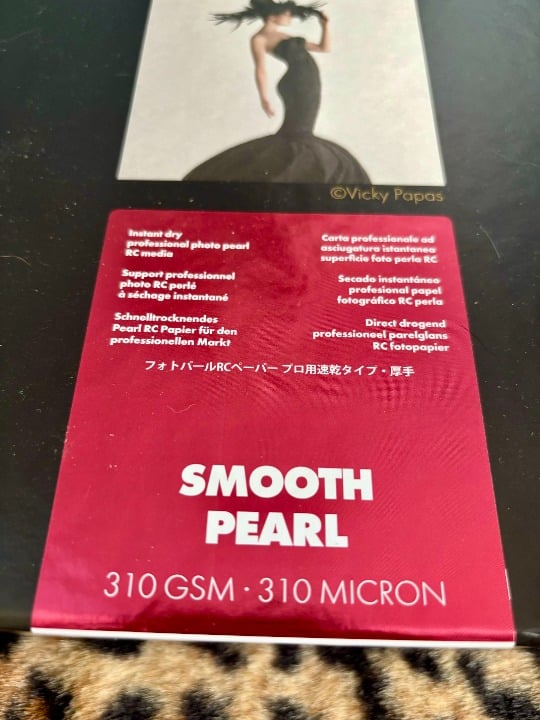 ©Vicky Papas
Instant dry
professional photo pearl
RC media
Support professionnel
photo RC perlé
à séchage instantané
Schnelltrocknendes
Pearl RC Papier für den
professionellen Markt
Carta professionale ad
asciugatura istantanea
superficie foto perla RC
Secado instantáneo
profesional papel
fotográfico RC perla
Direct drogend
professioneel parelglans
RC fotopapier
フォトパールRCペーパー プロ用速乾タイプ・厚手
SMOOTH
PEARL
310 GSM · 310 MICRON